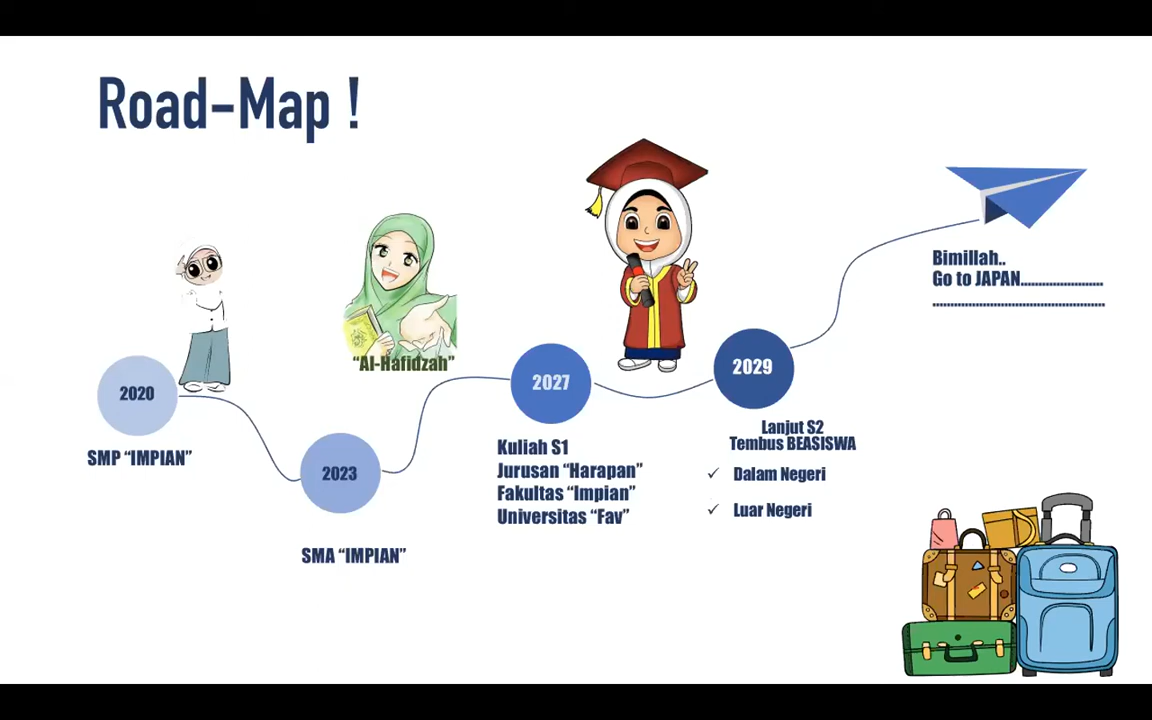 Road-Map !
2020
SMP “IMPIAN”
“Al-Hafidzah”
2023
SMA “IMPIAN”
2027
Kuliah S1
Jurusan “Harapan”
Fakultas “Impian”
Universitas “Fav”
2029
Lanjut S2
Tembus BEASISWA
✓ Dalam Negeri
✓ Luar Negeri
Bimillah..
Go to JAPAN.......................
................................................